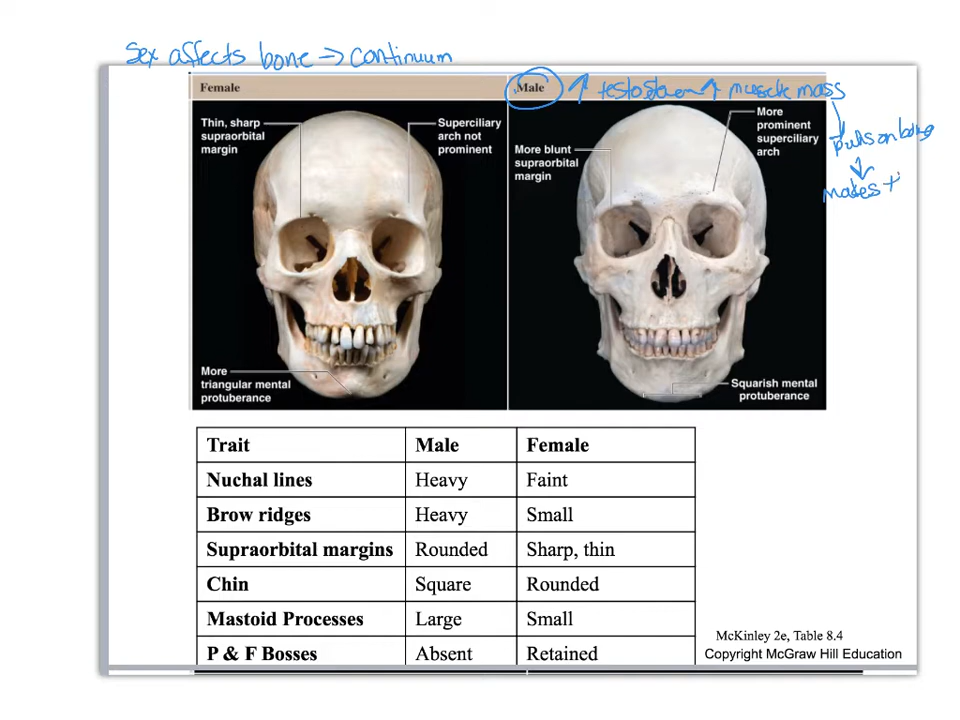 Sex affects bone → continuum
Female
Male ↑ testosterone ↑ muscle mass
pulls on bone
↓
makes +
Thin, sharp
supraorbital
margin
Superciliary
arch not
prominent
More
triangular mental
protuberance
More blunt
supraorbital
margin
More
prominent
superciliary
arch
Squarish mental
protuberance
Trait Male Female
Nuchal lines Heavy Faint
Brow ridges Heavy Small
Supraorbital margins Rounded Sharp, thin
Chin Square Rounded
Mastoid Processes Large Small
P & F Bosses Absent Retained
McKinley 2e, Table 8.4
Copyright McGraw Hill Education